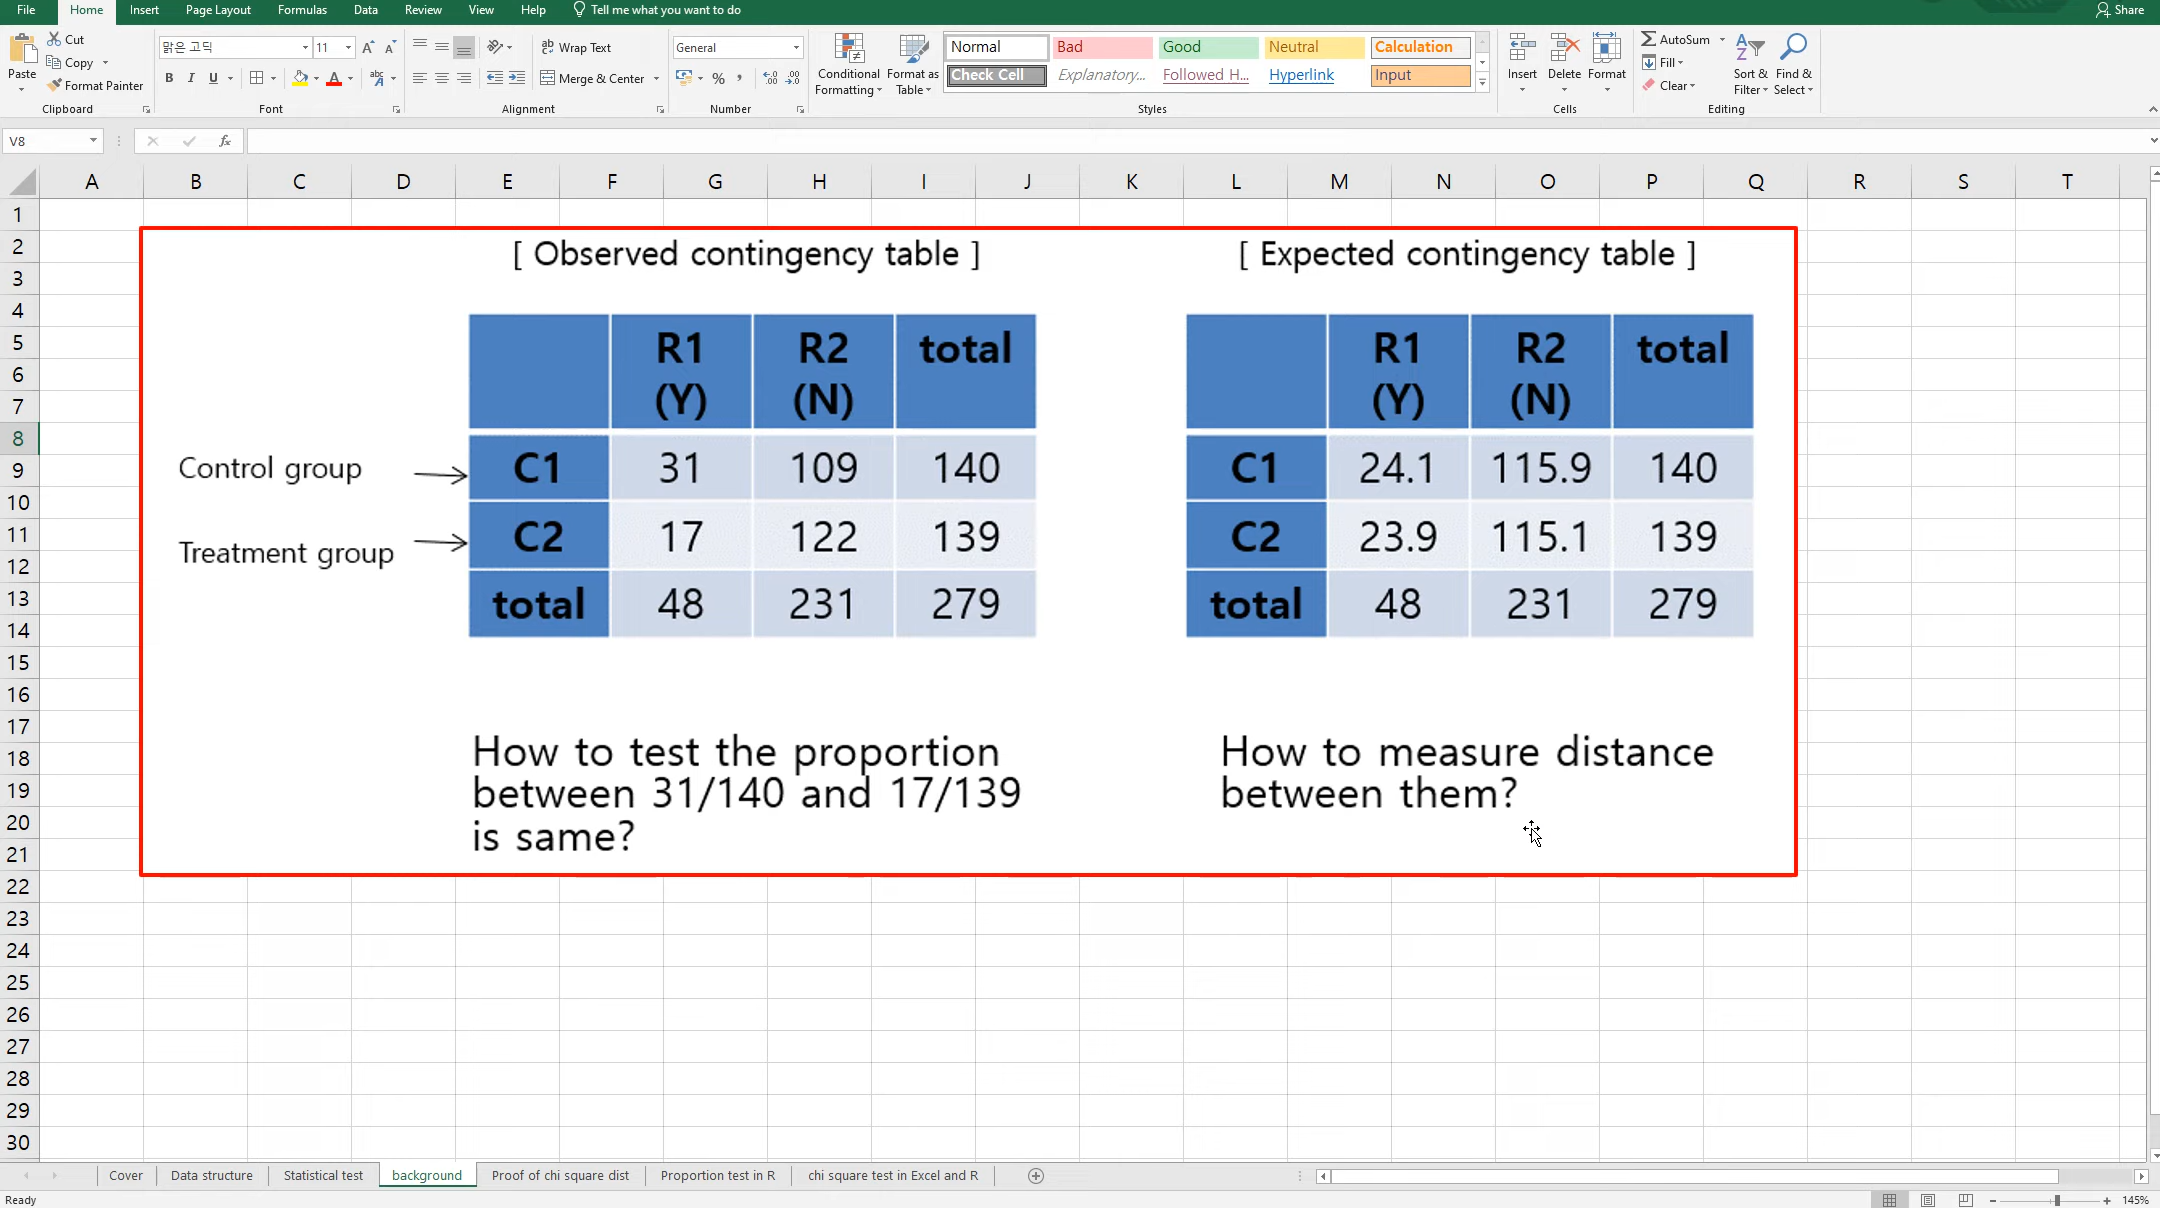 File Home Insert Page Layout Formulas Data Review View Help Tell me what you want to do Share
Paste Cut Copy Format Painter Clipboard
맑은 고딕 11 B I U A Font
Wrap Text Merge & Center Alignment
General % , Number
Conditional Formatting Format as Table
Normal Bad Good Neutral Calculation
Check Cell Explanatory... Followed H... Hyperlink Input
Styles
Insert Delete Format Cells
AutoSum Fill Clear Sort & Filter Find & Select Editing
V8 fx
A B C D E F G H I J K L M N O P Q R S T
1
2
3
4
5
6
7
8
9
10
11
12
13
14
15
16
17
18
19
20
21
22
23
24
25
26
27
28
29
30
[ Observed contingency table ]
R1 (Y) R2 (N) total
Control group C1 31 109 140
Treatment group C2 17 122 139
total 48 231 279
How to test the proportion
between 31/140 and 17/139
is same?
[ Expected contingency table ]
R1 (Y) R2 (N) total
C1 24.1 115.9 140
C2 23.9 115.1 139
total 48 231 279
How to measure distance
between them?
Cover Data structure Statistical test background Proof of chi square dist Proportion test in R chi square test in Excel and R
Ready 145%